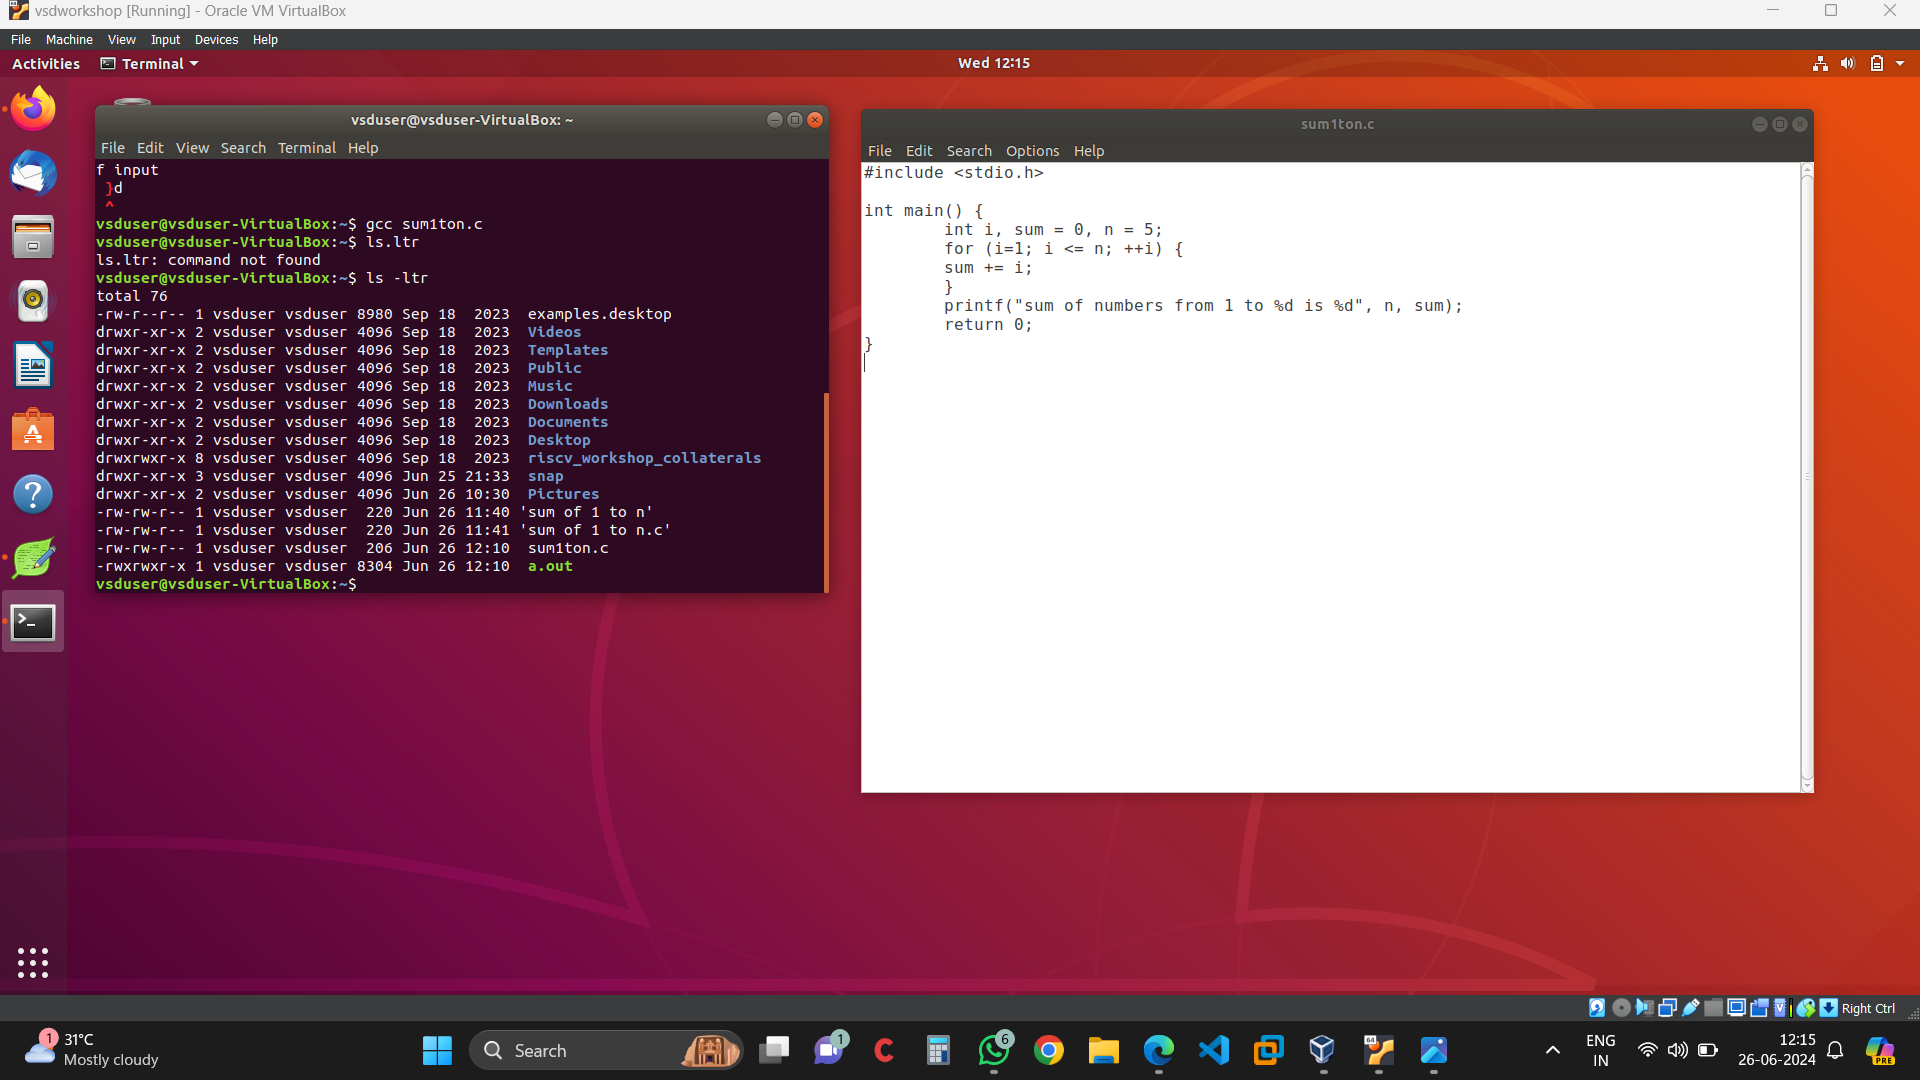 vsdworkshop [Running] - Oracle VM VirtualBox
File Machine View Input Devices Help
Activities Terminal Wed 12:15
vsduser@vsduser-VirtualBox: ~
File Edit View Search Terminal Help
f input
}d
^
vsduser@vsduser-VirtualBox:~$ gcc sum1ton.c
vsduser@vsduser-VirtualBox:~$ ls.ltr
ls.ltr: command not found
vsduser@vsduser-VirtualBox:~$ ls -ltr
total 76
-rw-r--r-- 1 vsduser vsduser 8980 Sep 18  2023  examples.desktop
drwxr-xr-x 2 vsduser vsduser 4096 Sep 18  2023  Videos
drwxr-xr-x 2 vsduser vsduser 4096 Sep 18  2023  Templates
drwxr-xr-x 2 vsduser vsduser 4096 Sep 18  2023  Public
drwxr-xr-x 2 vsduser vsduser 4096 Sep 18  2023  Music
drwxr-xr-x 2 vsduser vsduser 4096 Sep 18  2023  Downloads
drwxr-xr-x 2 vsduser vsduser 4096 Sep 18  2023  Documents
drwxr-xr-x 2 vsduser vsduser 4096 Sep 18  2023  Desktop
drwxrwxr-x 8 vsduser vsduser 4096 Sep 18  2023  riscv_workshop_collaterals
drwxr-xr-x 3 vsduser vsduser 4096 Jun 25 21:33  snap
drwxr-xr-x 2 vsduser vsduser 4096 Jun 26 10:30  Pictures
-rw-rw-r-- 1 vsduser vsduser  220 Jun 26 11:40 'sum of 1 to n'
-rw-rw-r-- 1 vsduser vsduser  220 Jun 26 11:41 'sum of 1 to n.c'
-rw-rw-r-- 1 vsduser vsduser  206 Jun 26 12:10  sum1ton.c
-rwxrwxr-x 1 vsduser vsduser 8304 Jun 26 12:10  a.out
vsduser@vsduser-VirtualBox:~$
sum1ton.c
File Edit Search Options Help
#include <stdio.h>
int main() {
int i, sum = 0, n = 5;
for (i=1; i <= n; ++i) {
sum += i;
}
printf("sum of numbers from 1 to %d is %d", n, sum);
return 0;
}
Right Ctrl
1
31°C
Mostly cloudy
Search
1
6
64
ENG
IN
12:15
26-06-2024
PRE